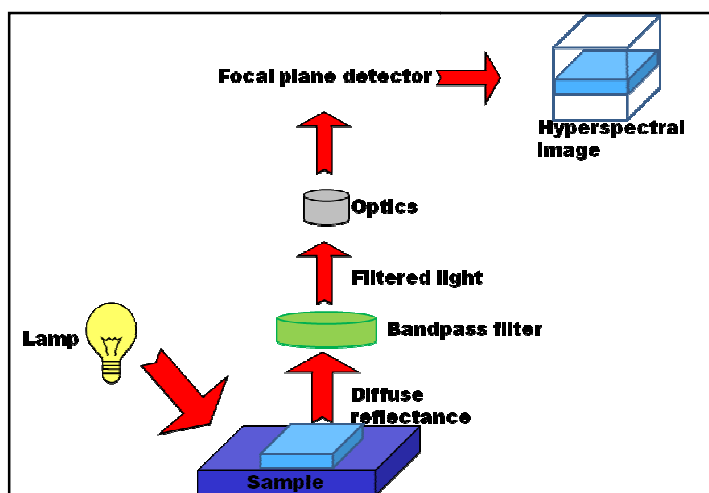 Focal plane detector
Hyperspectral
image
Optics
Filtered light
Bandpass filter
Lamp
Diffuse
reflectance
Sample